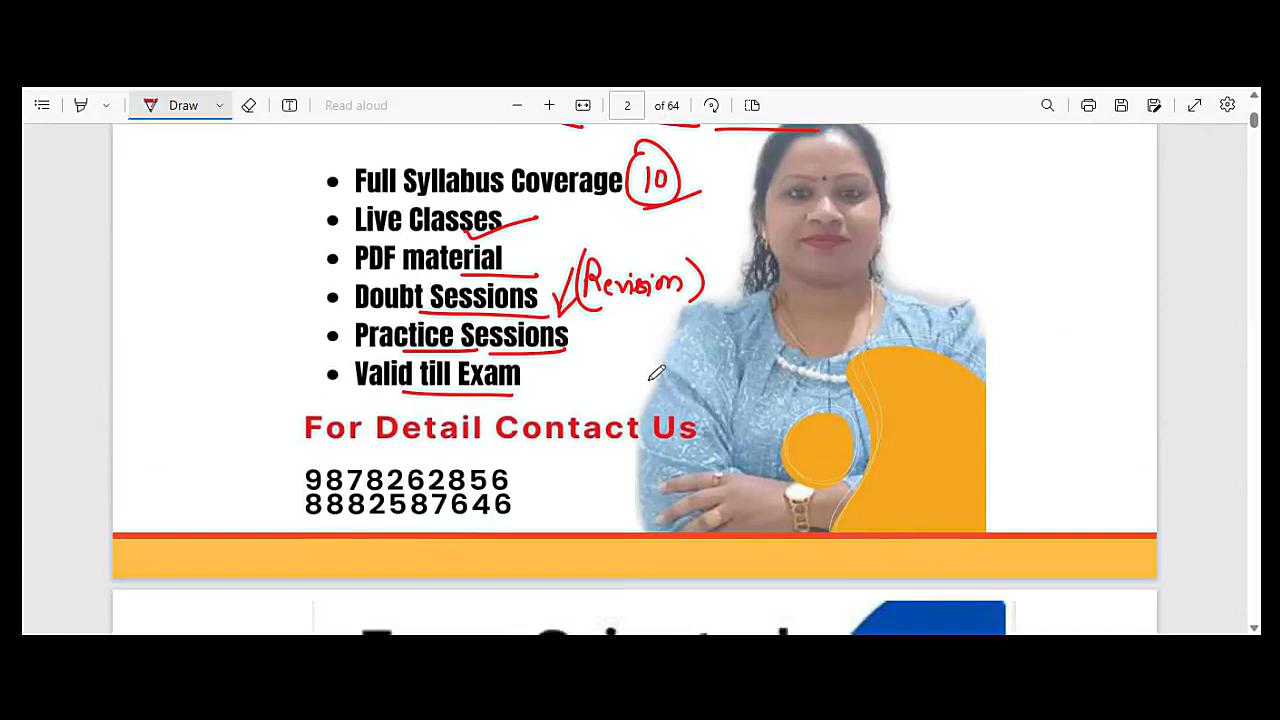 Draw
Read aloud
2
of 64
Full Syllabus Coverage 10
Live Classes
PDF material
Doubt Sessions (Revision)
Practice Sessions
Valid till Exam
For Detail Contact Us
9878262856
8882587646